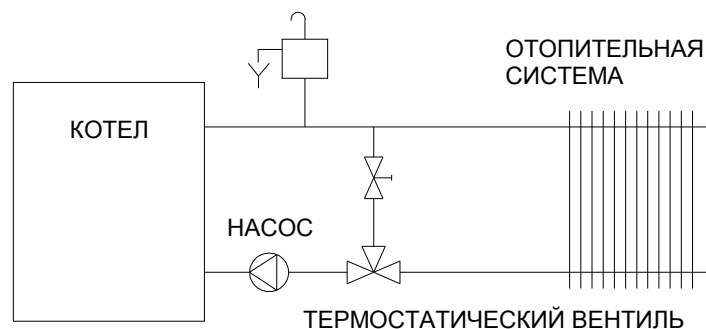 ОТОПИТЕЛЬНАЯ
СИСТЕМА
КОТЕЛ
НАСОС
ТЕРМОСТАТИЧЕСКИЙ ВЕНТИЛЬ